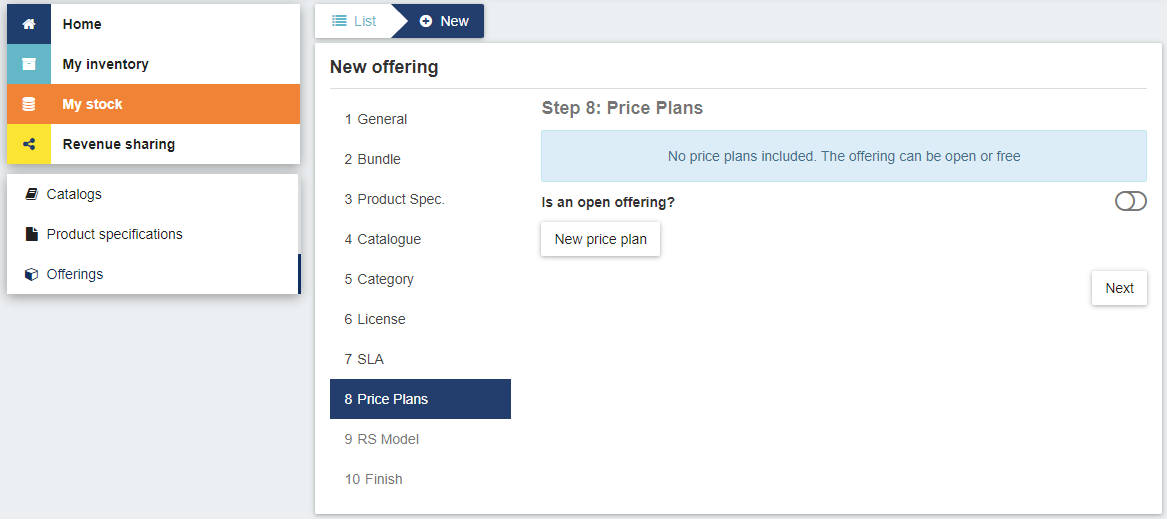 Home
My inventory
My stock
Revenue sharing
Catalogs
Product specifications
Offerings
List
New
New offering
1 General
2 Bundle
3 Product Spec.
4 Catalogue
5 Category
6 License
7 SLA
8 Price Plans
9 RS Model
10 Finish
Step 8: Price Plans
No price plans included. The offering can be open or free
Is an open offering?
New price plan
Next